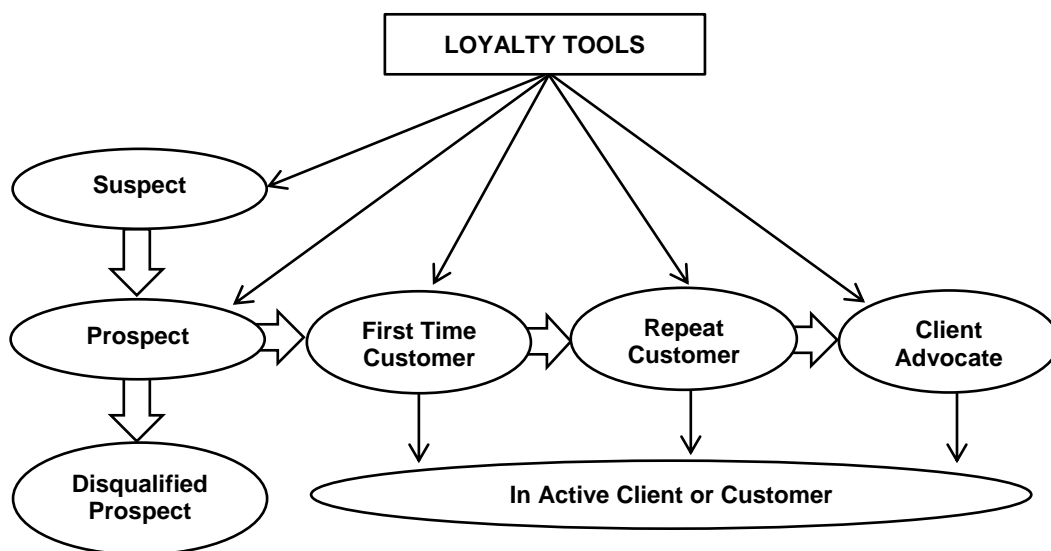 LOYALTY TOOLS
Suspect
Prospect
First Time
Customer
Repeat
Customer
Client
Advocate
Disqualified
Prospect
In Active Client or Customer